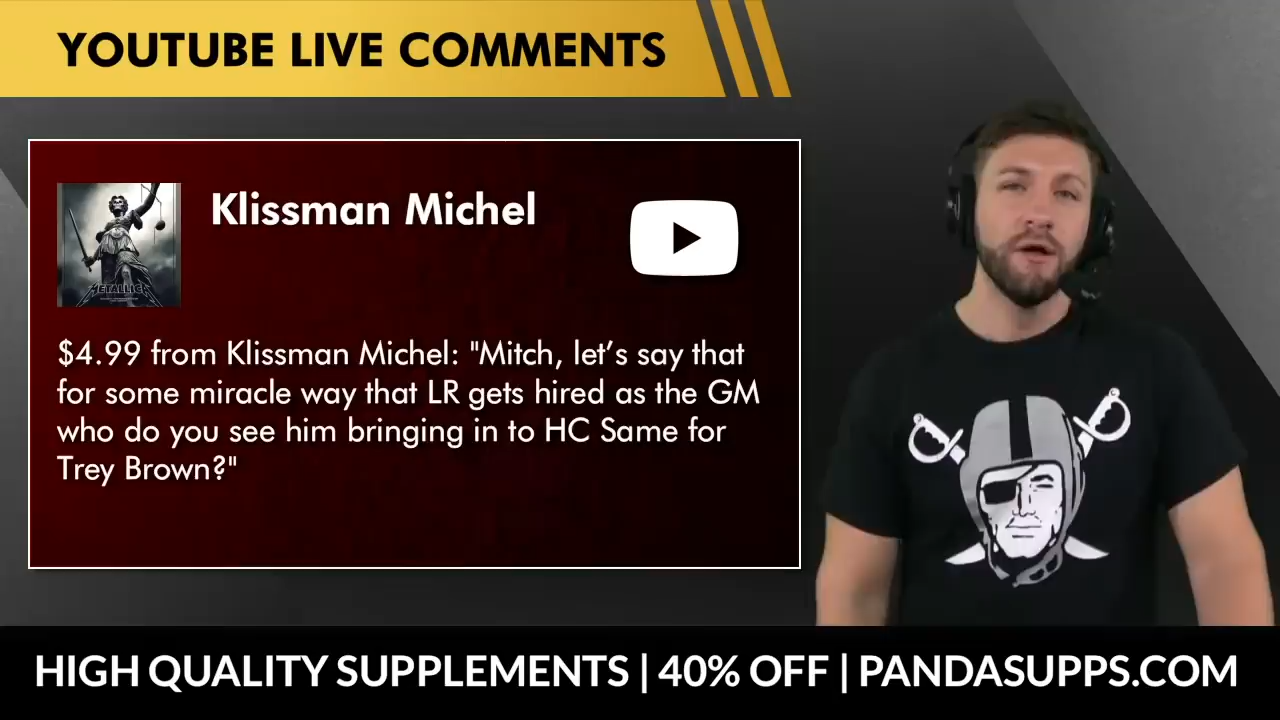 YOUTUBE LIVE COMMENTS
Klissman Michel
METALLICA
$4.99 from Klissman Michel: "Mitch, let’s say that
for some miracle way that LR gets hired as the GM
who do you see him bringing in to HC Same for
Trey Brown?"
HIGH QUALITY SUPPLEMENTS | 40% OFF | PANDASUPPS.COM